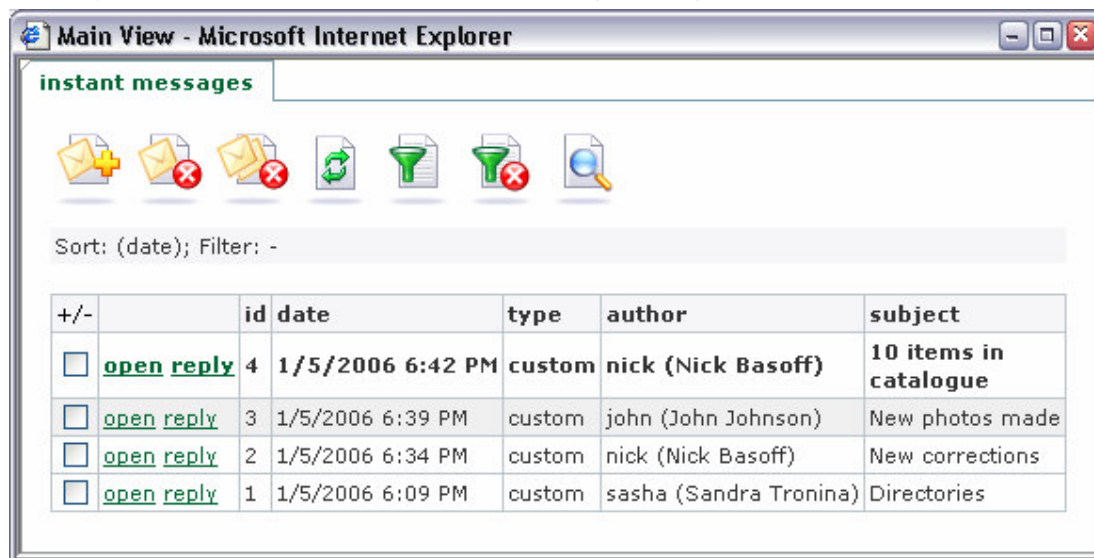 Main View - Microsoft Internet Explorer
instant messages
Sort: (date); Filter: -
+/- id date type author subject
open reply 4 1/5/2006 6:42 PM custom nick (Nick Basoff) 10 items in
catalogue
open reply 3 1/5/2006 6:39 PM custom john (John Johnson) New photos made
open reply 2 1/5/2006 6:34 PM custom nick (Nick Basoff) New corrections
open reply 1 1/5/2006 6:09 PM custom sasha (Sandra Tronina) Directories